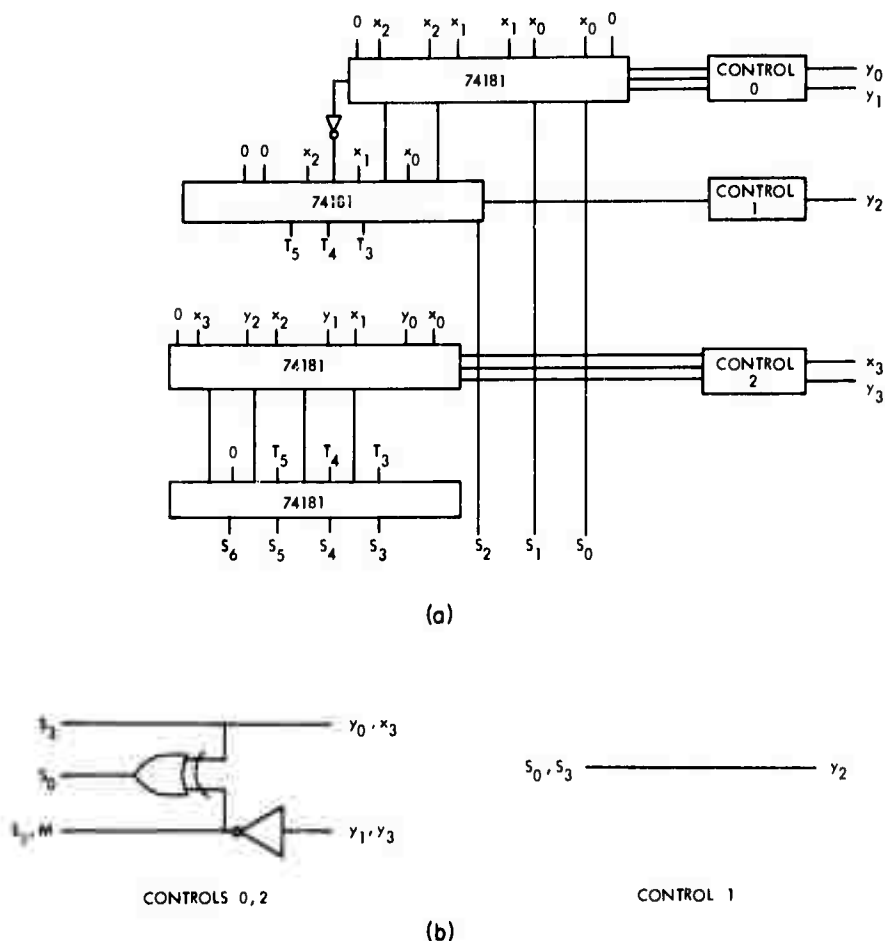 0 x₂ x₂ x₁ x₁ x₀ x₀ 0
74181
CONTROL
0
y₀
y₁
0 0 x₂ x₁ x₀
74181
CONTROL
1
y₂
T₅ T₄ T₃
0 x₃ y₂ x₂ y₁ x₁ y₀ x₀
74181
CONTROL
2
x₃
y₃
0 T₅ T₄ T₃
74181
S₆ S₅ S₄ S₃ S₂ S₁ S₀
(a)
S₃ y₀, x₃
S₀
S₁, M y₁, y₃
S₀, S₃ y₂
CONTROLS 0, 2
CONTROL 1
(b)